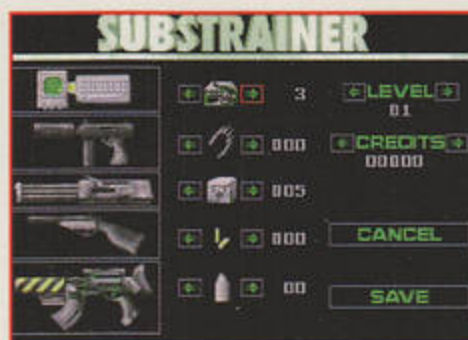 SUBSTRAINER
3
LEVEL
01
000
CREDITS
00000
005
000
CANCEL
00
SAVE